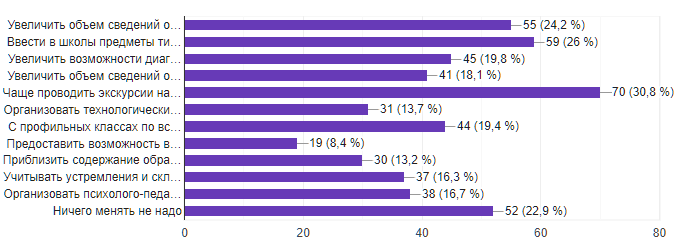 Увеличить объем сведений о… 55 (24,2 %)
Ввести в школы предметы ти… 59 (26 %)
Увеличить возможности диаг… 45 (19,8 %)
Увеличить объем сведений о… 41 (18,1 %)
Чаще проводить экскурсии на… 70 (30,8 %)
Организовать технологически… 31 (13,7 %)
С профильных классах по вс… 44 (19,4 %)
Предоставить возможность в… 19 (8,4 %)
Приблизить содержание обра… 30 (13,2 %)
Учитывать устремления и скл… 37 (16,3 %)
Организовать психолого-педа… 38 (16,7 %)
Ничего менять не надо 52 (22,9 %)
0 20 40 60 80